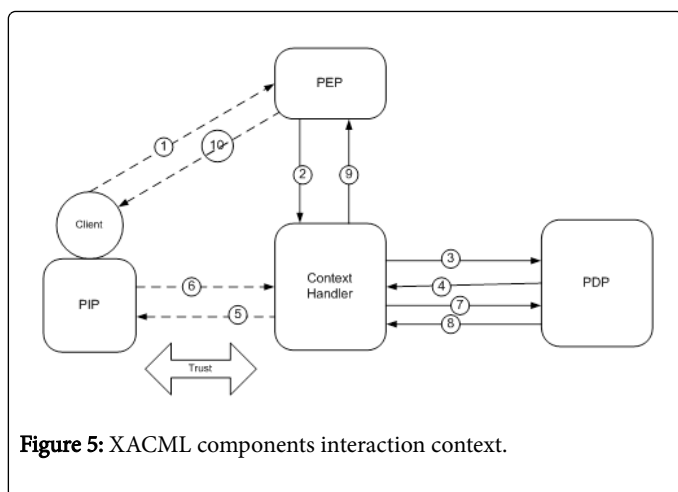 PEP
1
10
2
9
Client
Context
Handler
3
4
PDP
7
8
6
PIP
5
Trust
Figure 5: XACML components interaction context.